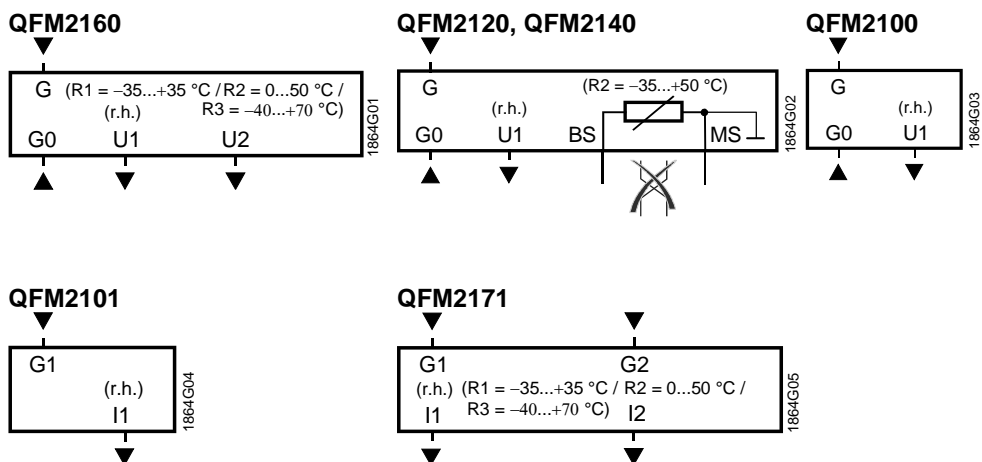 QFM2160
G (R1 = –35...+35 °C / R2 = 0...50 °C /
(r.h.) R3 = –40...+70 °C)
G0 U1 U2
1864G01
QFM2120, QFM2140
G (R2 = –35...+50 °C)
(r.h.)
G0 U1 BS MS
1864G02
QFM2100
G
(r.h.)
G0 U1
1864G03
QFM2101
G1
(r.h.)
I1
1864G04
QFM2171
G1 G2
(r.h.) (R1 = –35...+35 °C / R2 = 0...50 °C /
I1 R3 = –40...+70 °C) I2
1864G05